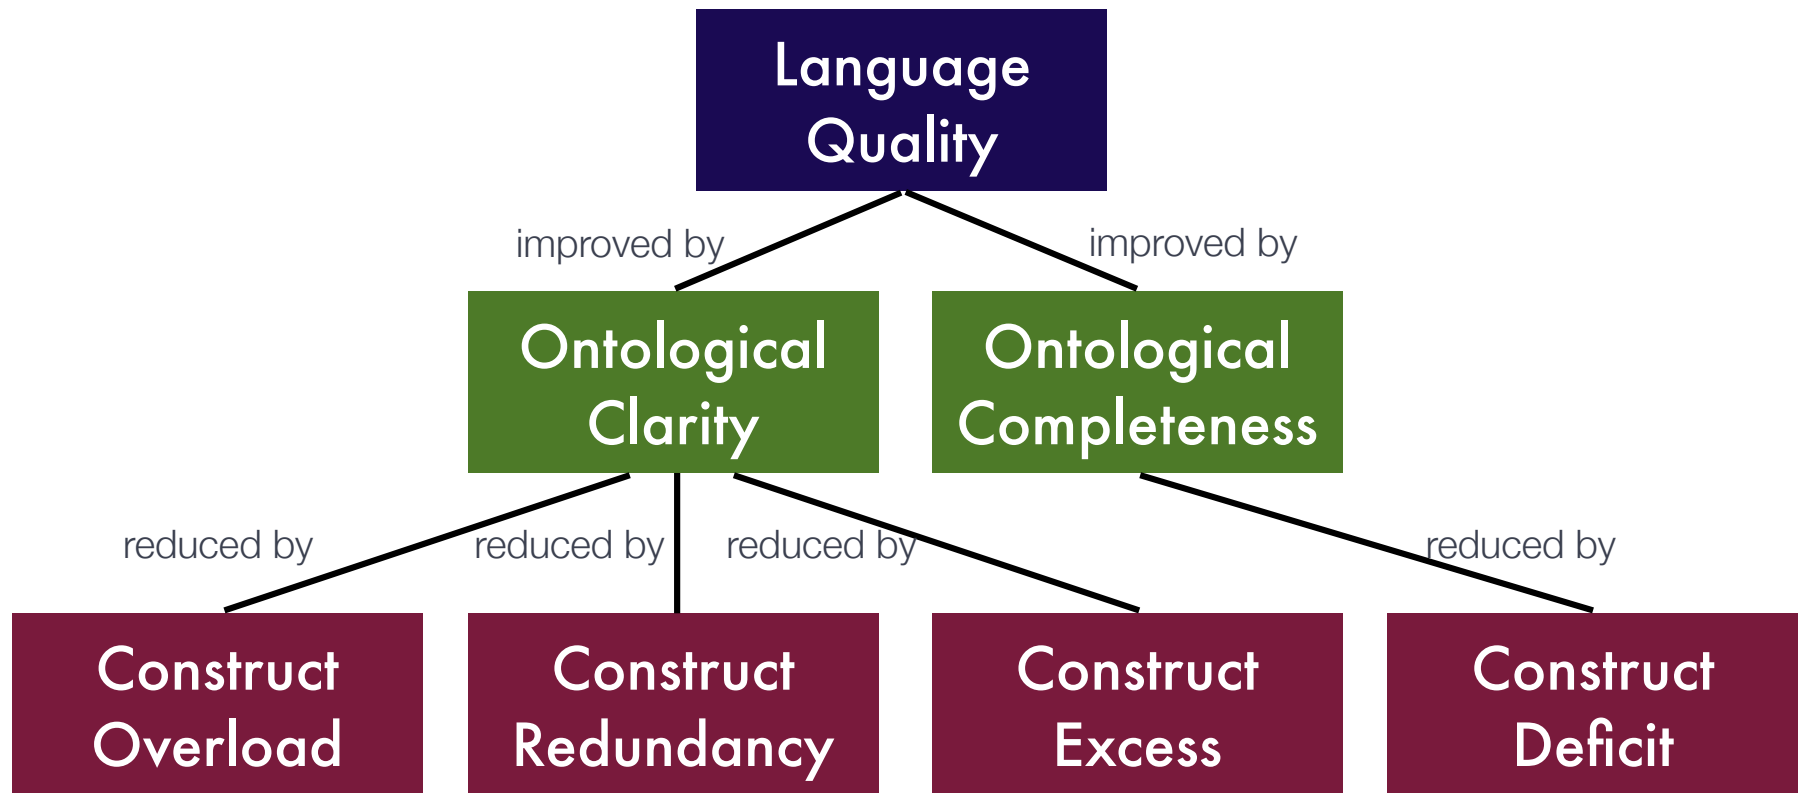 Language
Quality
improved by
improved by
Ontological
Clarity
Ontological
Completeness
reduced by
reduced by
reduced by
reduced by
Construct
Overload
Construct
Redundancy
Construct
Excess
Construct
Deficit